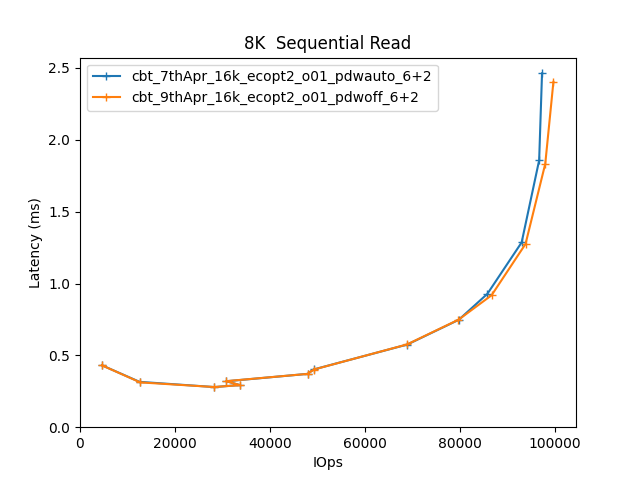 8K  Sequential Read
cbt_7thApr_16k_ecopt2_o01_pdwauto_6+2
cbt_9thApr_16k_ecopt2_o01_pdwoff_6+2
Latency (ms)
2.5
2.0
1.5
1.0
0.5
0.0
0 20000 40000 60000 80000 100000
IOps